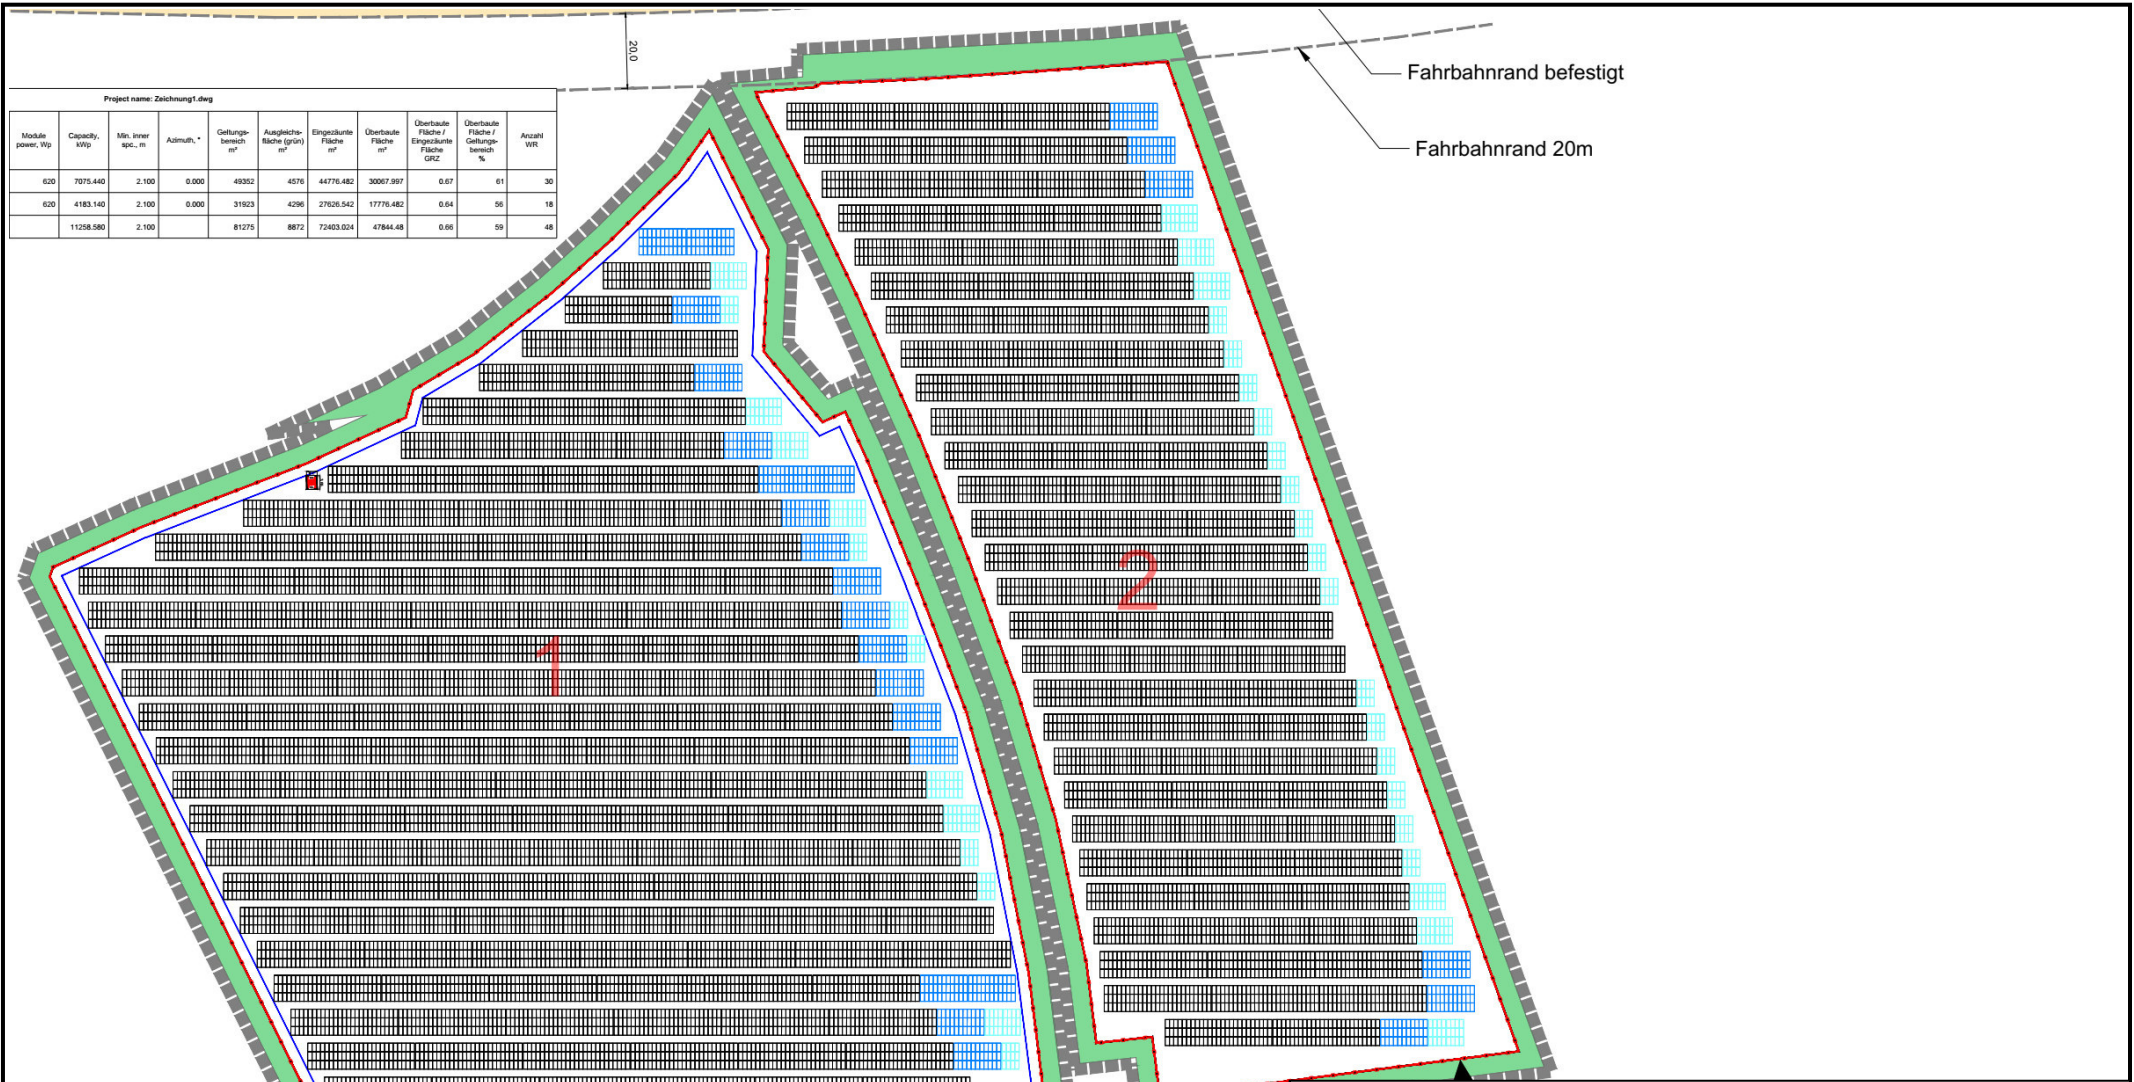 20,0
Fahrbahnrand befestigt
Fahrbahnrand 20m
Project name: Zeichnung1.dwg
Module power, Wp Capacity, kWp Min. inner spc., m Azimuth, ° Geltungs-bereich m² Ausgleichs-fläche (grün) m² Eingezäunte Fläche m² Überbaute Fläche m² Überbaute Fläche / Eingezäunte Fläche GRZ Überbaute Fläche / Geltungs-bereich % Anzahl WR
620 7075.440 2.100 0.000 49352 4576 44776.482 30067.997 0.67 61 30
620 4183.140 2.100 0.000 31923 4296 27626.542 17776.482 0.64 56 18
11258.580 2.100 81275 8872 72403.024 47844.48 0.66 59 48
2
1